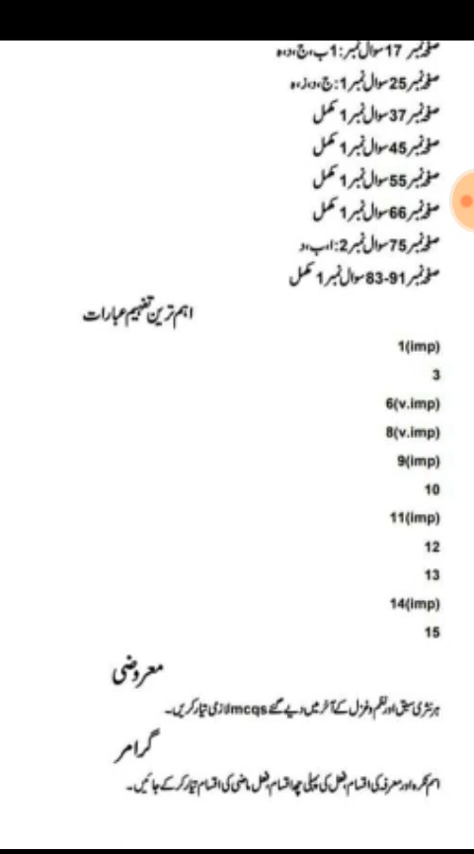 صفحہ نمبر 17 سوال نمبر: 1 ب، ج، د، ہ
صفحہ نمبر 25 سوال نمبر 1: ج، د، ز، ہ
صفحہ نمبر 37 سوال نمبر 1 مکمل
صفحہ نمبر 45 سوال نمبر 1 مکمل
صفحہ نمبر 55 سوال نمبر 1 مکمل
صفحہ نمبر 66 سوال نمبر 1 مکمل
صفحہ نمبر 75 سوال نمبر 2: ا، ب، د
صفحہ نمبر 91-83 سوال نمبر 1 مکمل
اہم ترین تفہیم عبارات
1(imp)
3
6(v.imp)
8(v.imp)
9(imp)
10
11(imp)
12
13
14(imp)
15
معروضی
ہر نثری سبق اور نظم و غزل کے آخر میں دیے گئے mcqs لازمی تیار کریں۔
گرامر
اسم نکرہ اور معرفہ کی اقسام، فعل کی پہلی چھ اقسام، فعل ماضی کی اقسام تیار کر کے جائیں۔